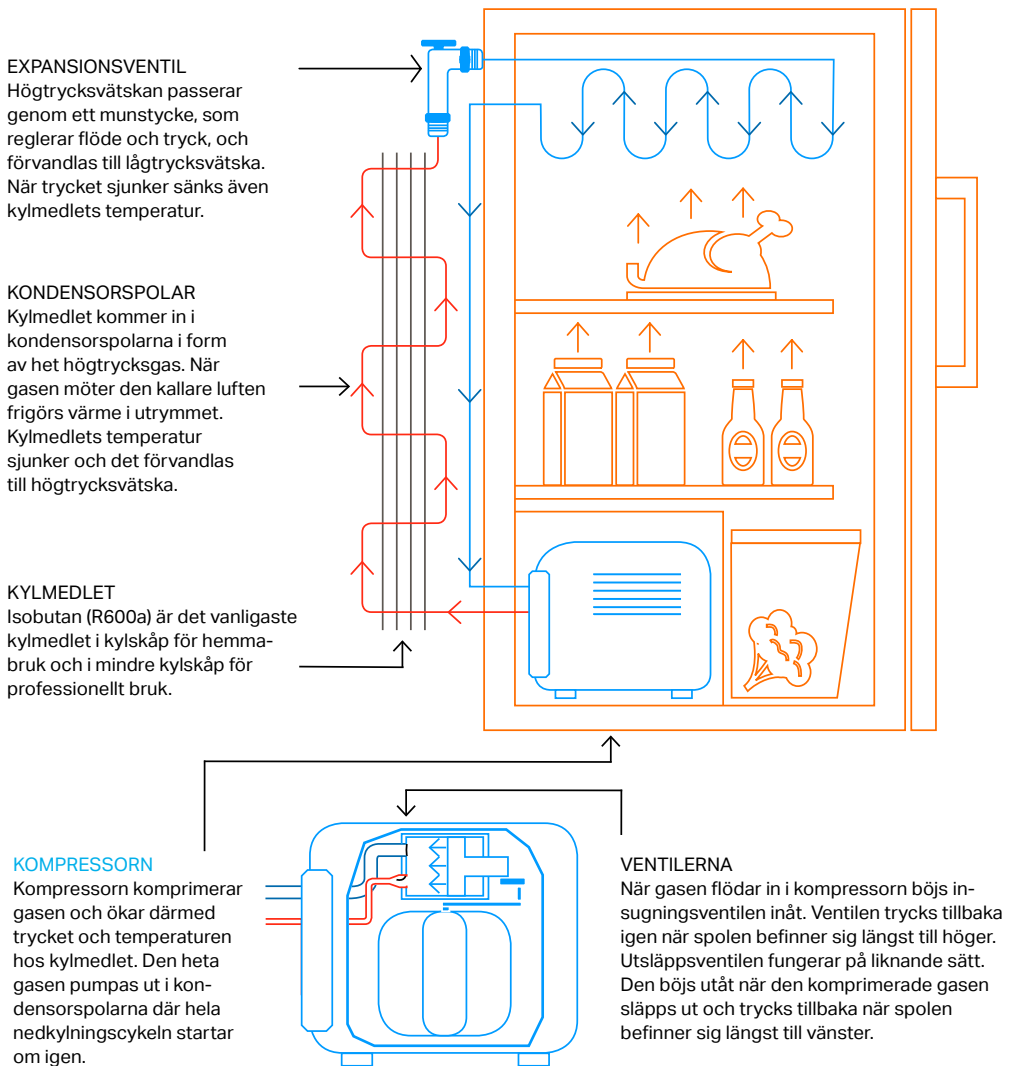 EXPANSIONSVENTIL
Högtrycksvätskan passerar
genom ett munstycke, som
reglerar flöde och tryck, och
förvandlas till lågtrycksvätska.
När trycket sjunker sänks även
kylmedlets temperatur.
KONDENSORSPOLAR
Kylmedlet kommer in i
kondensorspolarna i form
av het högtrycksgas. När
gasen möter den kallare luften
frigörs värme i utrymmet.
Kylmedlets temperatur
sjunker och det förvandlas
till högtrycksvätska.
KYLMEDLET
Isobutan (R600a) är det vanligaste
kylmedlet i kylskåp för hemma-
bruk och i mindre kylskåp för
professionellt bruk.
KOMPRESSORN
Kompressorn komprimerar
gasen och ökar därmed
trycket och temperaturen
hos kylmedlet. Den heta
gasen pumpas ut i kon-
densorspolarna där hela
nedkylningscykeln startar
om igen.
VENTILERNA
När gasen flödar in i kompressorn böjs in-
sugningsventilen inåt. Ventilen trycks tillbaka
igen när spolen befinner sig längst till höger.
Utsläppsventilen fungerar på liknande sätt.
Den böjs utåt när den komprimerade gasen
släpps ut och trycks tillbaka när spolen
befinner sig längst till vänster.